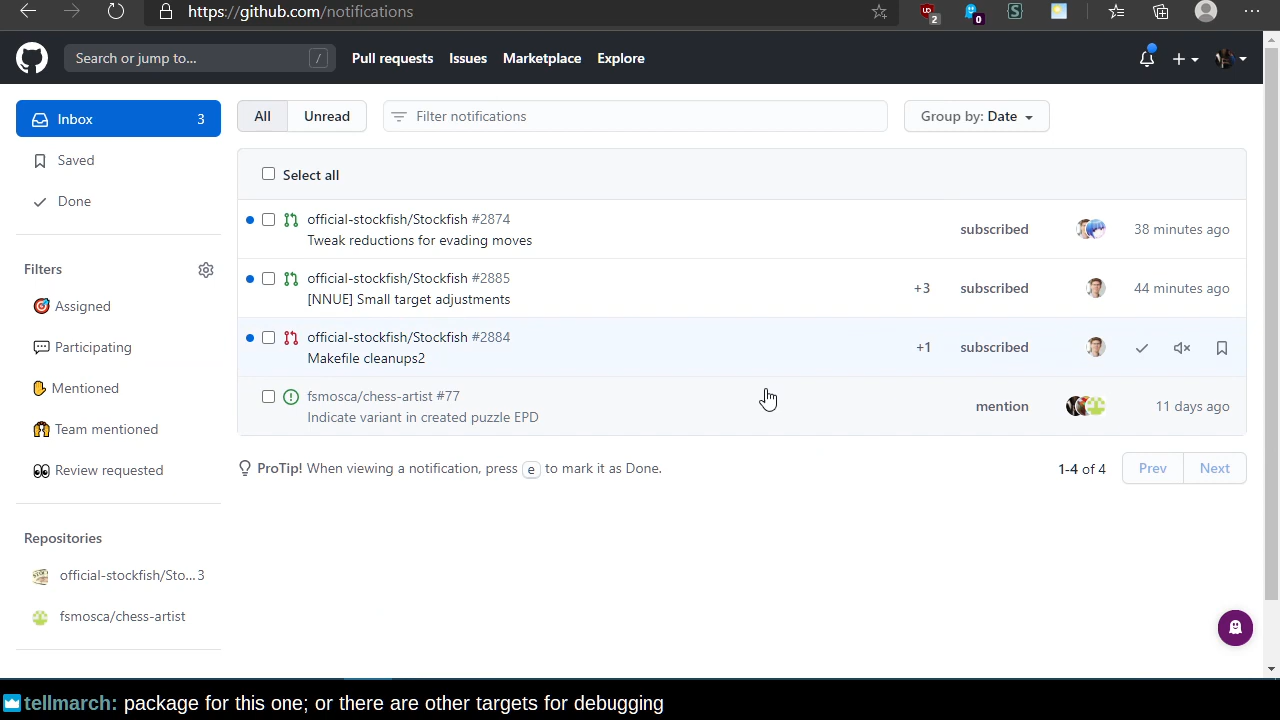 https://github.com/notifications
2
0
Search or jump to...
/
Pull requests
Issues
Marketplace
Explore
Inbox
3
Saved
Done
Filters
Assigned
Participating
Mentioned
Team mentioned
Review requested
Repositories
official-stockfish/Sto... 3
fsmosca/chess-artist
All
Unread
Filter notifications
Group by: Date
Select all
official-stockfish/Stockfish #2874
Tweak reductions for evading moves
subscribed
38 minutes ago
official-stockfish/Stockfish #2885
[NNUE] Small target adjustments
+3
subscribed
44 minutes ago
official-stockfish/Stockfish #2884
Makefile cleanups2
+1
subscribed
fsmosca/chess-artist #77
Indicate variant in created puzzle EPD
mention
11 days ago
ProTip! When viewing a notification, press e to mark it as Done.
1-4 of 4
Prev
Next
tellmarch: package for this one; or there are other targets for debugging